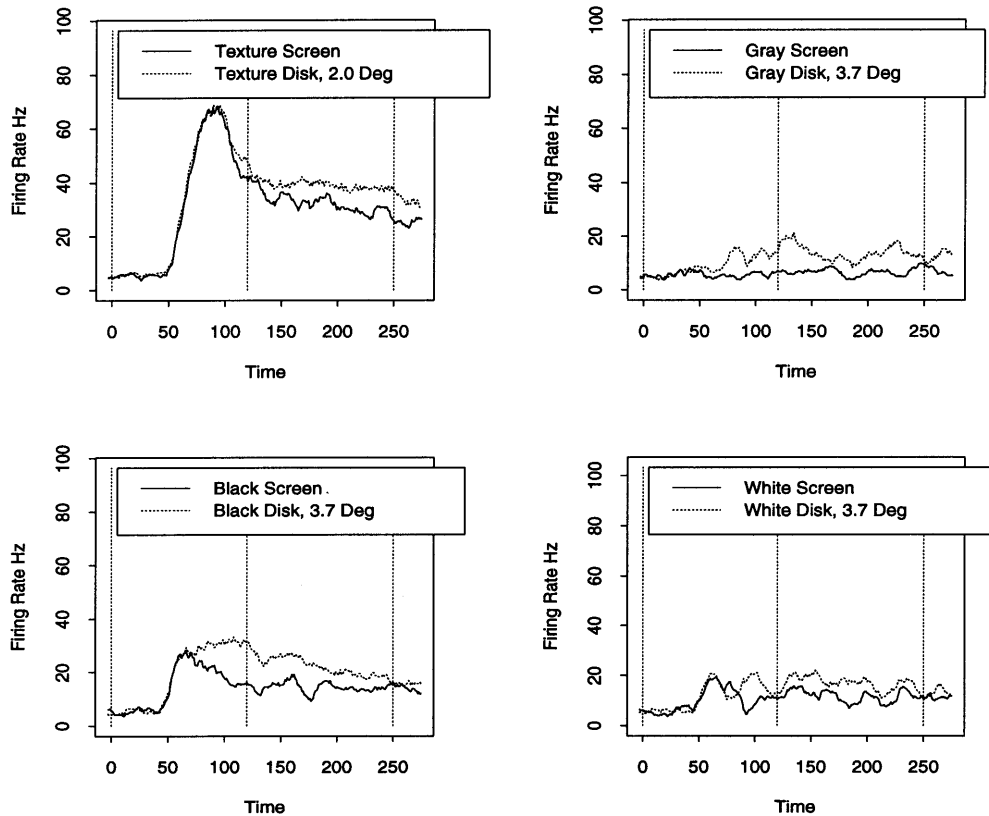 Texture Screen
Texture Disk, 2.0 Deg
Firing Rate Hz
0 20 40 60 80 100
0 50 100 150 200 250
Time
Gray Screen
Gray Disk, 3.7 Deg
Firing Rate Hz
0 20 40 60 80 100
0 50 100 150 200 250
Time
Black Screen
Black Disk, 3.7 Deg
Firing Rate Hz
0 20 40 60 80 100
0 50 100 150 200 250
Time
White Screen
White Disk, 3.7 Deg
Firing Rate Hz
0 20 40 60 80 100
0 50 100 150 200 250
Time